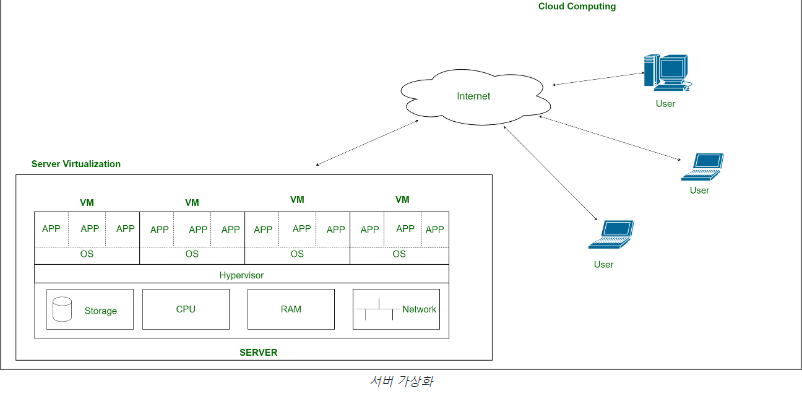 Cloud Computing
Internet
User
User
User
Server Virtualization
VM VM VM VM
APP APP APP APP APP APP APP APP APP APP APP APP
OS OS OS OS
Hypervisor
Storage CPU RAM Network
SERVER
서버 가상화